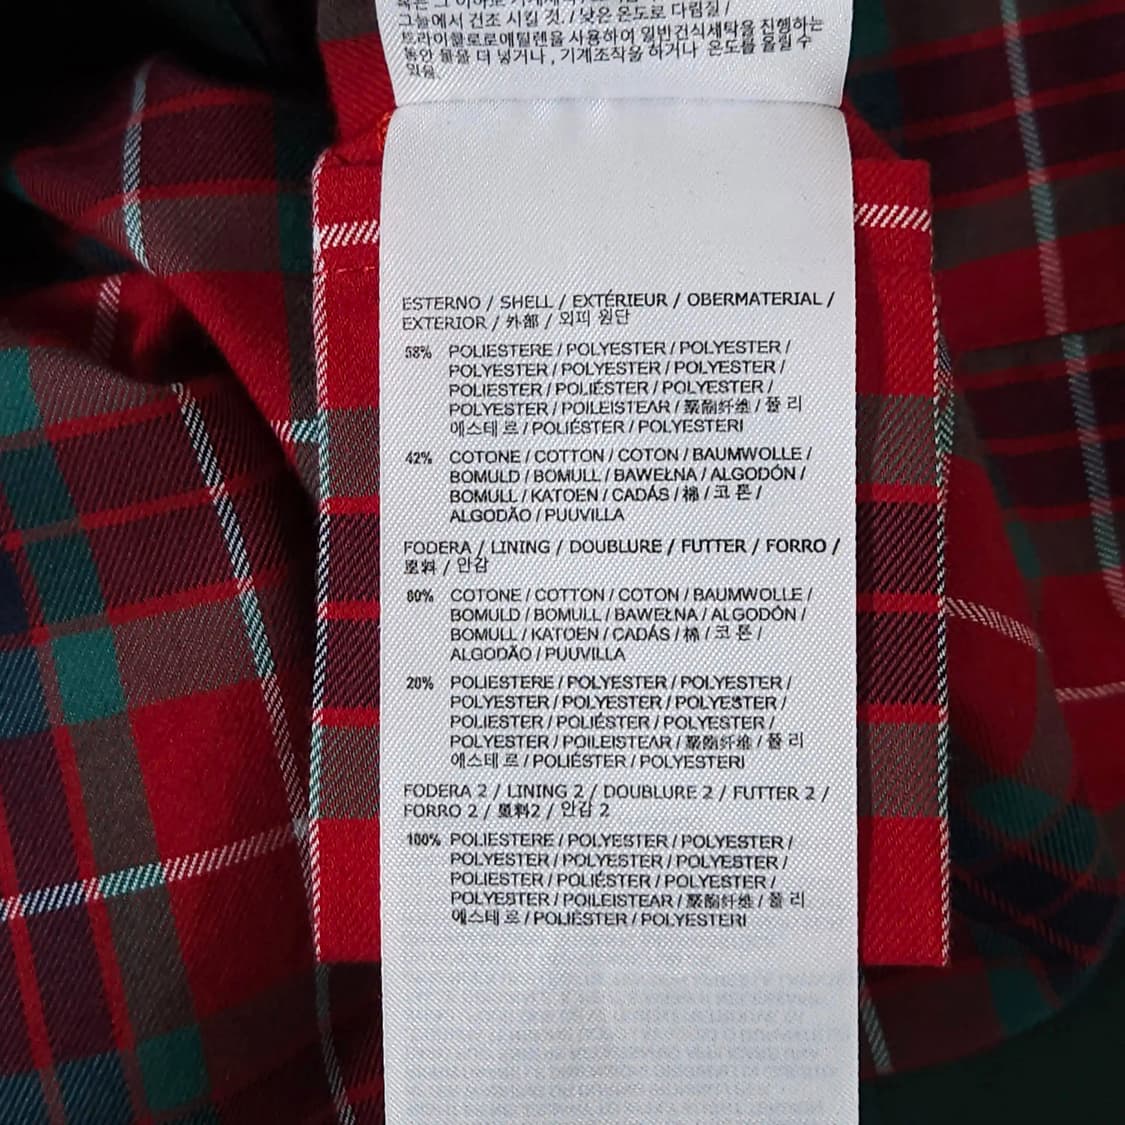 그늘에서 건조 시킬 것. / 낮은 온도로 다림질 /
트라이클로로에틸렌을 사용하여 일반건식세탁을 진행하는
동안 물을 더 넣거나 , 기계조작을 하거나 온도를 올릴 수
있음.
ESTERNO / SHELL / EXTÉRIEUR / OBERMATERIAL /
EXTERIOR / 外部 / 외피 원단
58% POLIESTERE / POLYESTER / POLYESTER /
POLYESTER / POLYESTER / POLYESTER /
POLIESTER / POLIÉSTER / POLYESTER /
POLYESTER / POILEISTEAR / 聚酯纤维 / 폴 리
에스테 르 / POLIÉSTER / POLYESTERI
42% COTONE / COTTON / COTON / BAUMWOLLE /
BOMULD / BOMULL / BAWEŁNA / ALGODÓN /
BOMULL / KATOEN / CADÁS / 棉 / 코 튼 /
ALGODÃO / PUUVILLA
FODERA / LINING / DOUBLURE / FUTTER / FORRO /
里料 / 안감
80% COTONE / COTTON / COTON / BAUMWOLLE /
BOMULD / BOMULL / BAWEŁNA / ALGODÓN /
BOMULL / KATOEN / CADÁS / 棉 / 코 튼 /
ALGODÃO / PUUVILLA
20% POLIESTERE / POLYESTER / POLYESTER /
POLYESTER / POLYESTER / POLYESTER /
POLIESTER / POLIÉSTER / POLYESTER /
POLYESTER / POILEISTEAR / 聚酯纤维 / 폴 리
에스테 르 / POLIÉSTER / POLYESTERI
FODERA 2 / LINING 2 / DOUBLURE 2 / FUTTER 2 /
FORRO 2 / 里料2 / 안감 2
100% POLIESTERE / POLYESTER / POLYESTER /
POLYESTER / POLYESTER / POLYESTER /
POLIESTER / POLIÉSTER / POLYESTER /
POLYESTER / POILEISTEAR / 聚酯纤维 / 폴 리
에스테 르 / POLIÉSTER / POLYESTERI